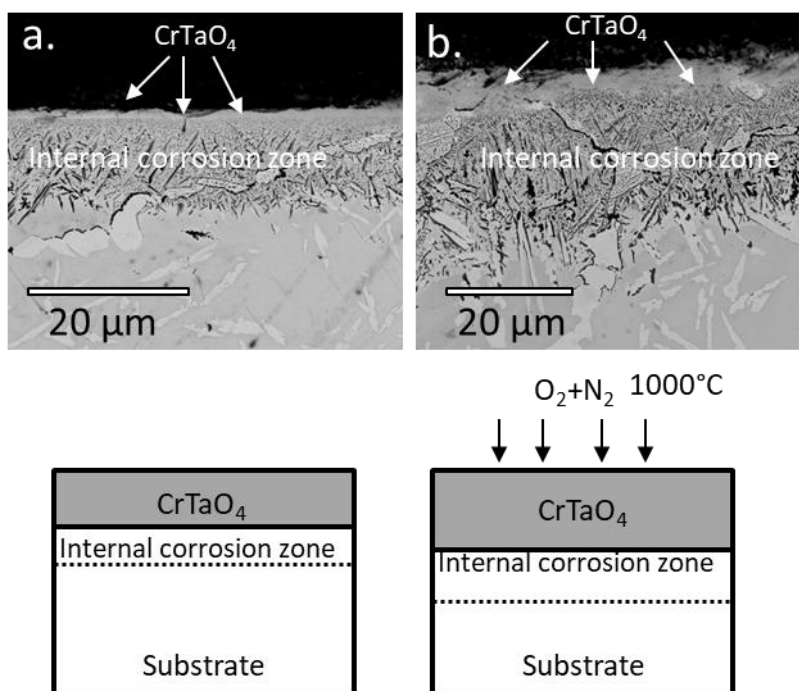 a.
CrTaO₄
Internal corrosion zone
20 μm
b.
CrTaO₄
Internal corrosion zone
20 μm
CrTaO₄
Internal corrosion zone
Substrate
O₂+N₂ 1000°C
CrTaO₄
Internal corrosion zone
Substrate